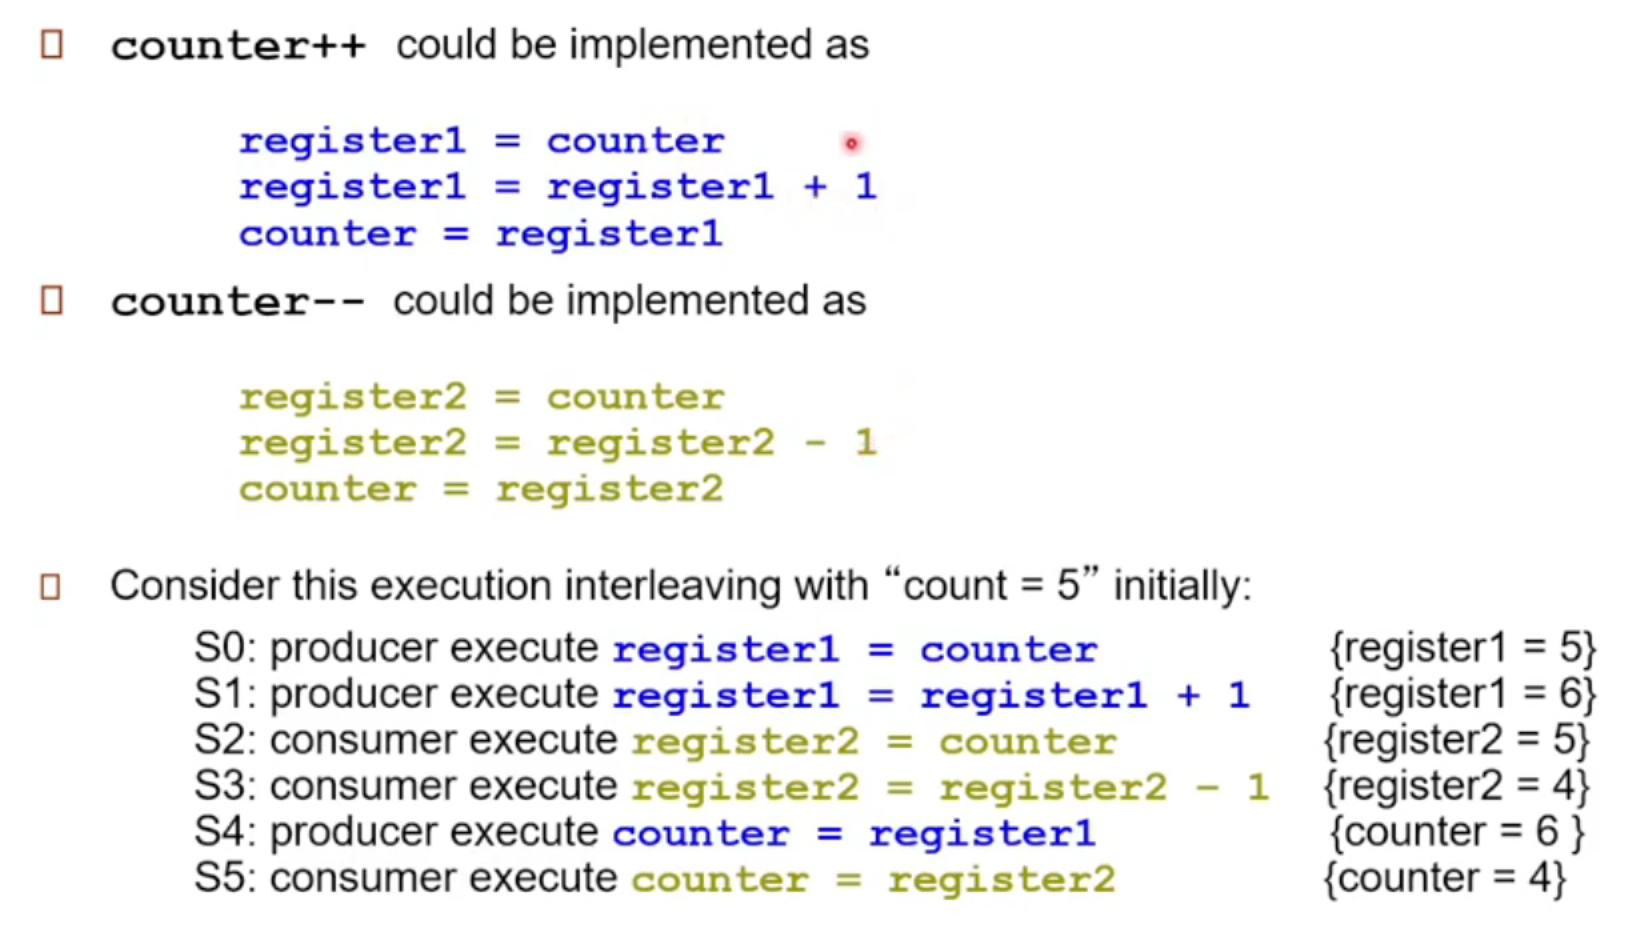 counter++ could be implemented as
register1 = counter
register1 = register1 + 1
counter = register1
counter-- could be implemented as
register2 = counter
register2 = register2 - 1
counter = register2
Consider this execution interleaving with “count = 5” initially:
S0: producer execute register1 = counter {register1 = 5}
S1: producer execute register1 = register1 + 1 {register1 = 6}
S2: consumer execute register2 = counter {register2 = 5}
S3: consumer execute register2 = register2 – 1 {register2 = 4}
S4: producer execute counter = register1 {counter = 6 }
S5: consumer execute counter = register2 {counter = 4}